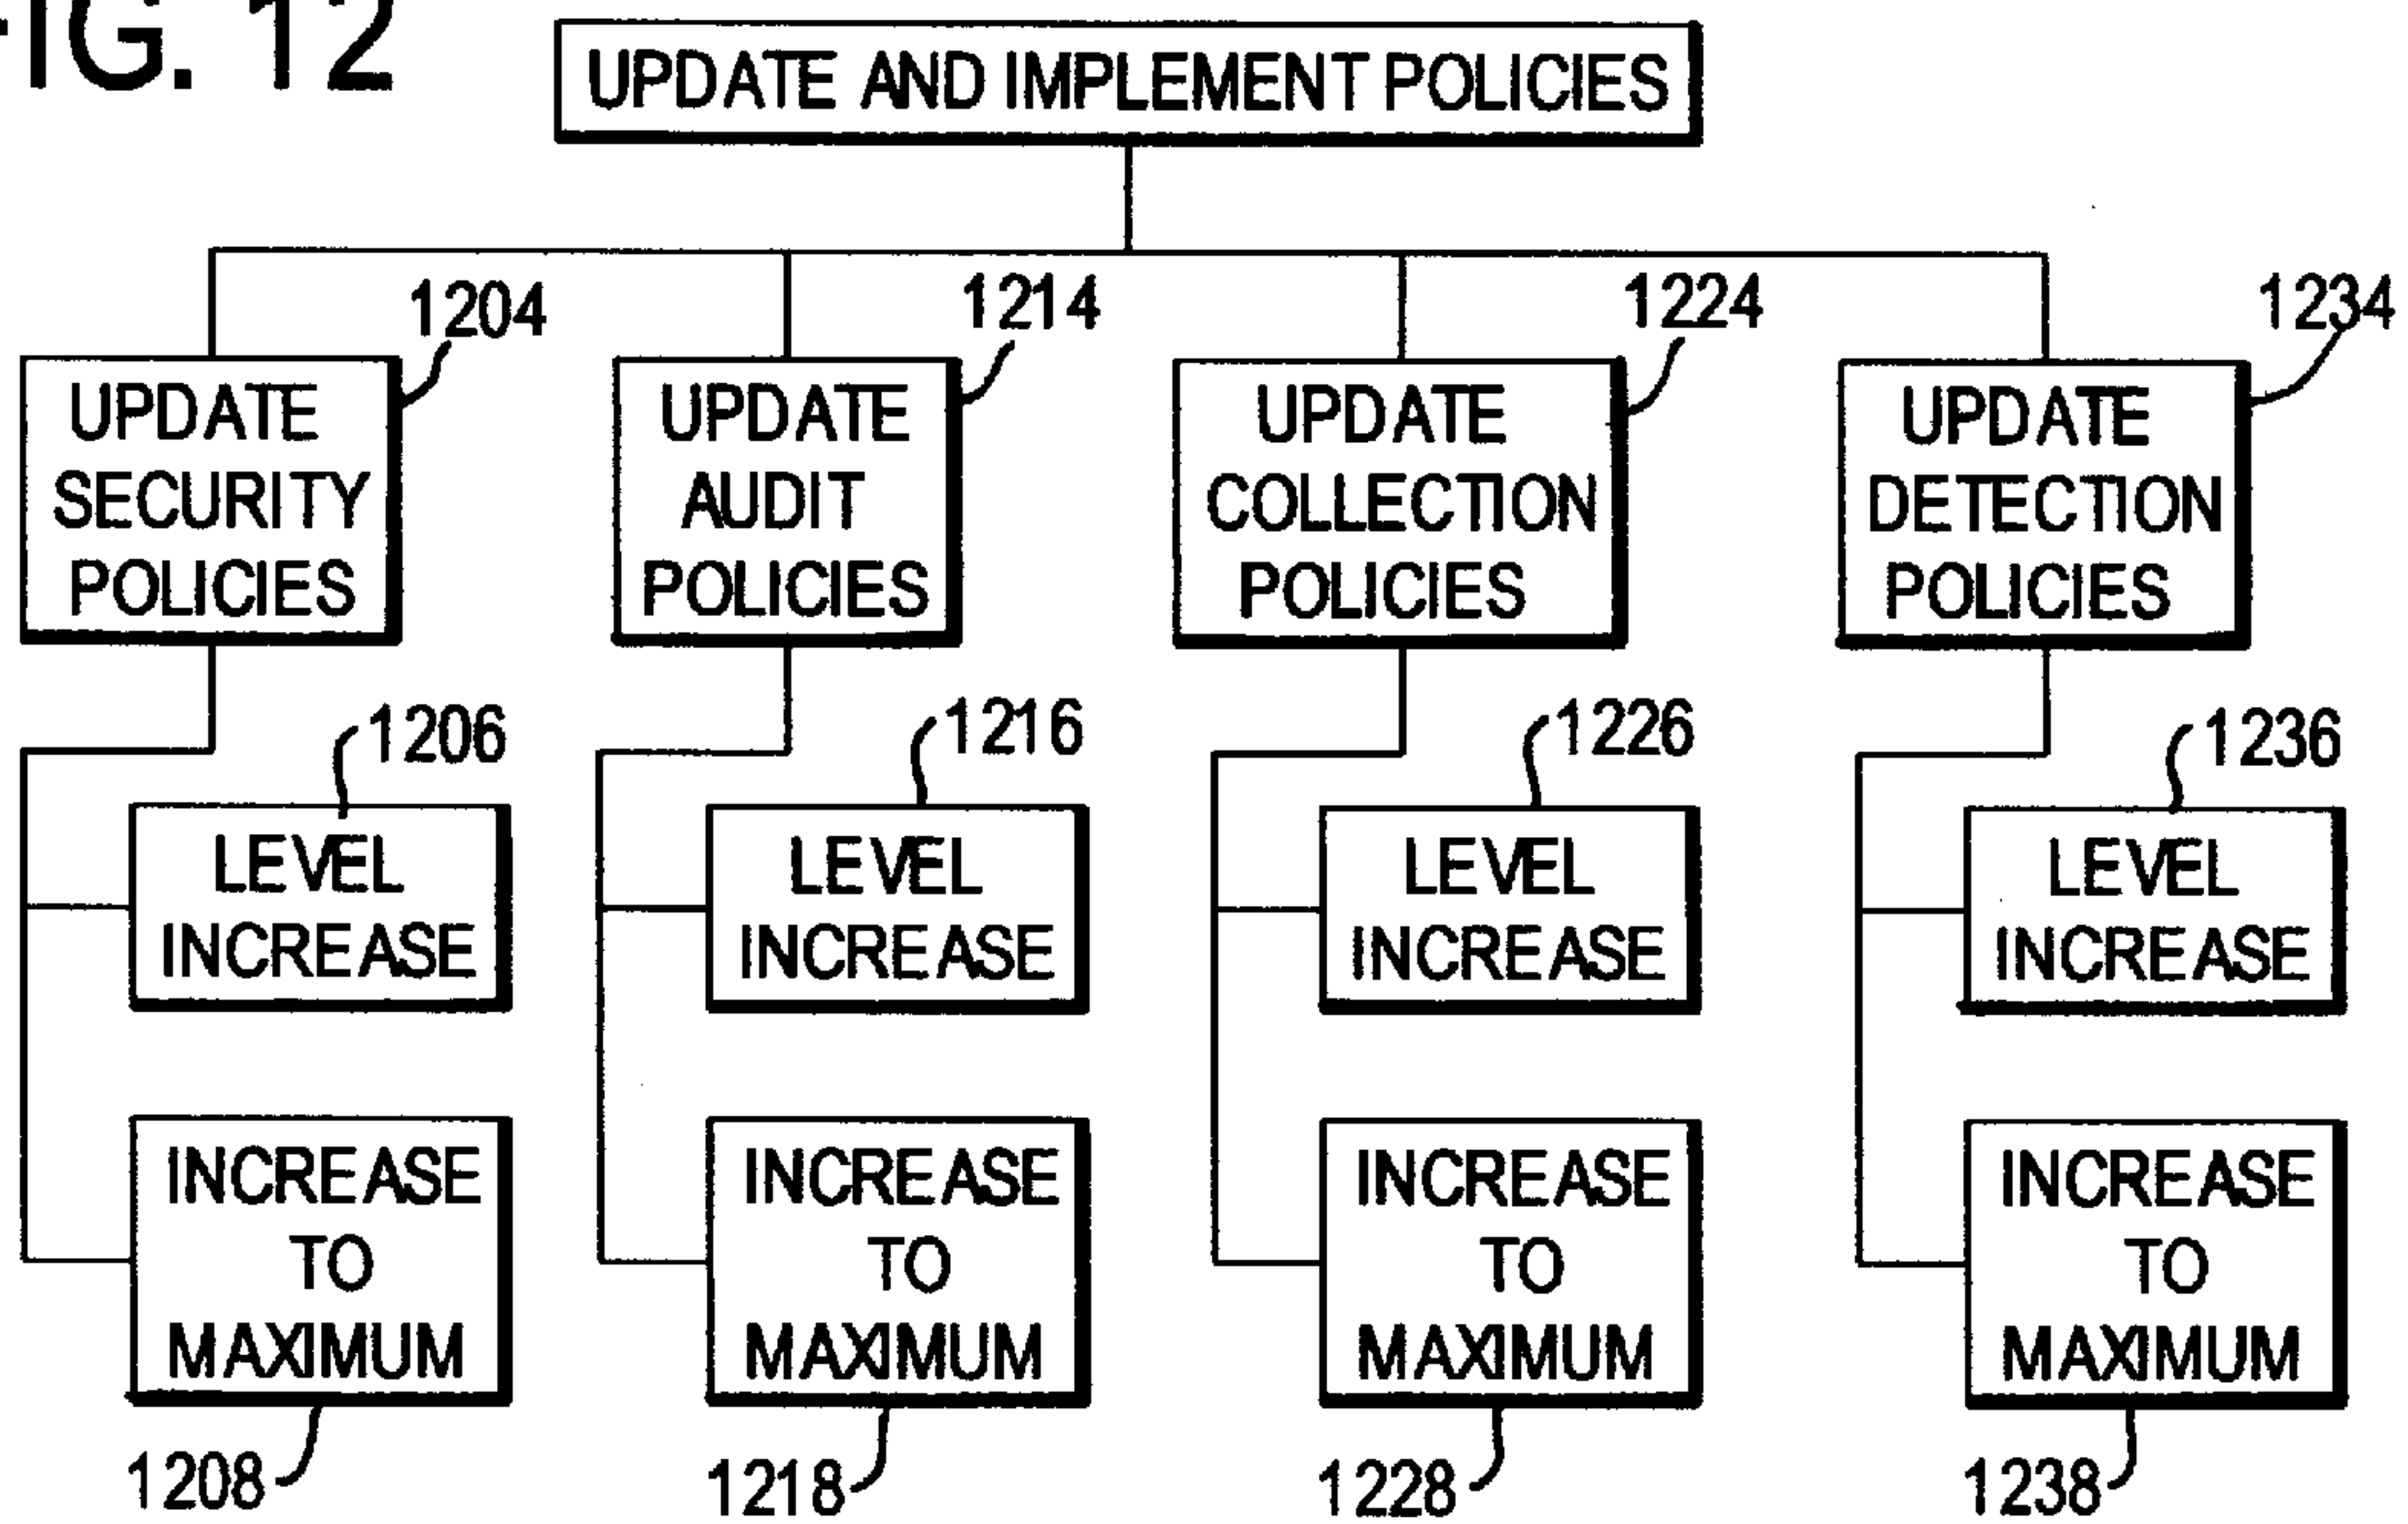 FIG. 12
UPDATE AND IMPLEMENT POLICIES
1204
UPDATE
SECURITY
POLICIES
1206
LEVEL
INCREASE
INCREASE
TO
MAXIMUM
1208
1214
UPDATE
AUDIT
POLICIES
1216
LEVEL
INCREASE
INCREASE
TO
MAXIMUM
1218
1224
UPDATE
COLLECTION
POLICIES
1226
LEVEL
INCREASE
INCREASE
TO
MAXIMUM
1228
1234
UPDATE
DETECTION
POLICIES
1236
LEVEL
INCREASE
INCREASE
TO
MAXIMUM
1238